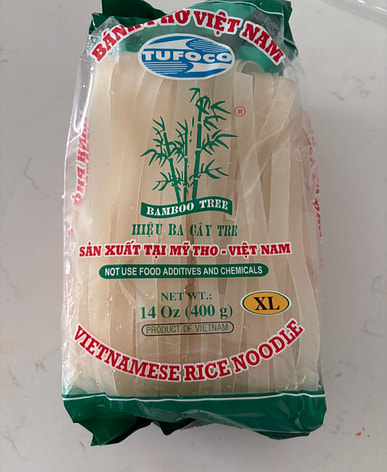 BÁNH PHỞ VIỆT NAM
TUFOCO
®
BAMBOO TREE
HIỆU BA CÂY TRE
SẢN XUẤT TẠI MỸ THO - VIỆT NAM
NOT USE FOOD ADDITIVES AND CHEMICALS
NET WT.:
14 Oz (400 g)
XL
PRODUCT OF VIETNAM
VIETNAMESE RICE NOODLE